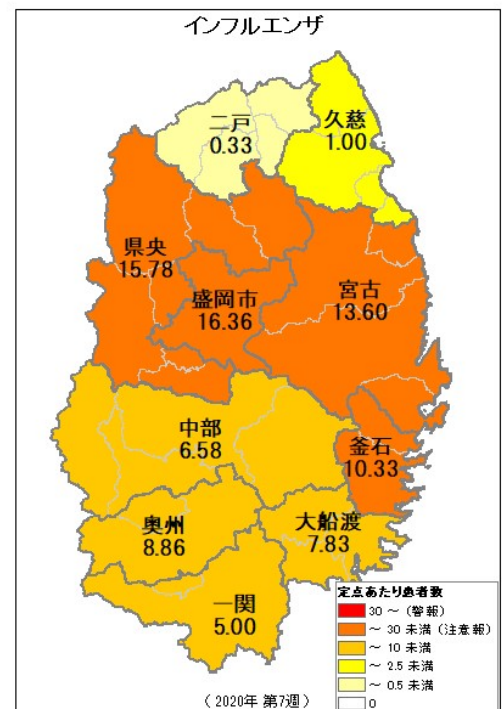 インフルエンザ
二戸
0.33
久慈
1.00
県央
15.78
盛岡市
16.36
宮古
13.60
中部
6.58
釜石
10.33
奥州
8.86
大船渡
7.83
一関
5.00
定点あたり患者数
30 ～ (警報)
～ 30 未満 (注意報)
～ 10 未満
～ 2.5 未満
～ 0.5 未満
0
(2020年 第7週)